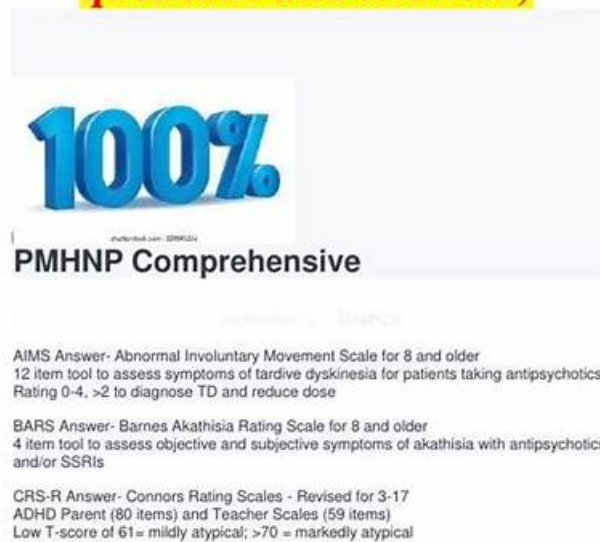 100%
PMHNP Comprehensive
AIMS Answer- Abnormal Involuntary Movement Scale for 8 and older
12 item tool to assess symptoms of tardive dyskinesia for patients taking antipsychotics
Rating 0-4, >2 to diagnose TD and reduce dose
BARS Answer- Barnes Akathisia Rating Scale for 8 and older
4 item tool to assess objective and subjective symptoms of akathisia with antipsychotics
and/or SSRIs
CRS-R Answer- Connors Rating Scales - Revised for 3-17
ADHD Parent (80 items) and Teacher Scales (59 items)
Low T-score of 61= mildly atypical; >70 = markedly atypical